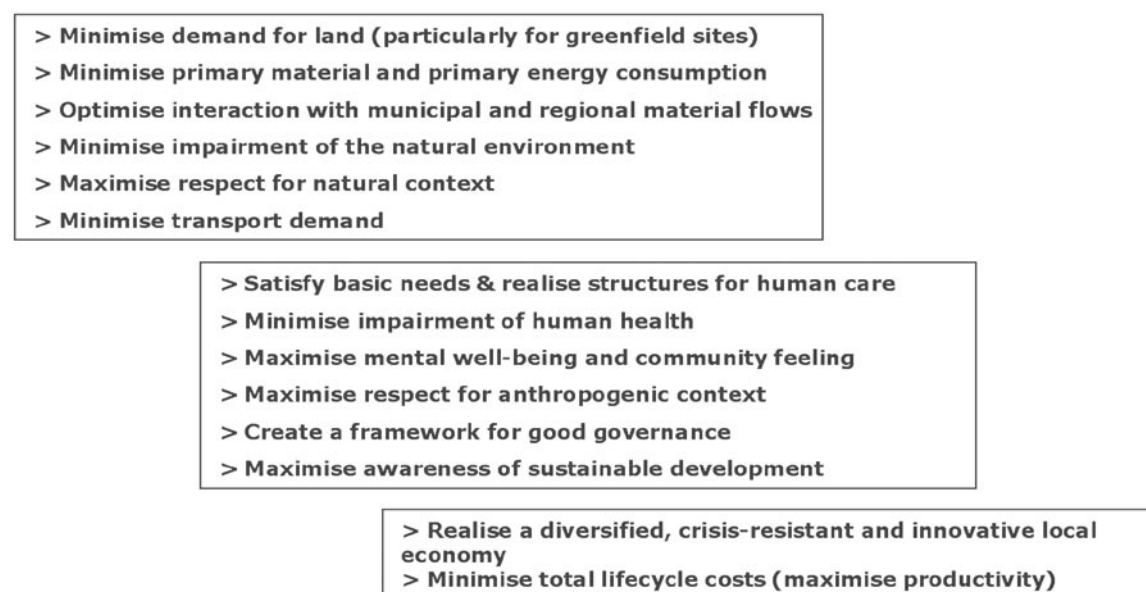 > Minimise demand for land (particularly for greenfield sites)
> Minimise primary material and primary energy consumption
> Optimise interaction with municipal and regional material flows
> Minimise impairment of the natural environment
> Maximise respect for natural context
> Minimise transport demand
> Satisfy basic needs & realise structures for human care
> Minimise impairment of human health
> Maximise mental well-being and community feeling
> Maximise respect for anthropogenic context
> Create a framework for good governance
> Maximise awareness of sustainable development
> Realise a diversified, crisis-resistant and innovative local
economy
> Minimise total lifecycle costs (maximise productivity)